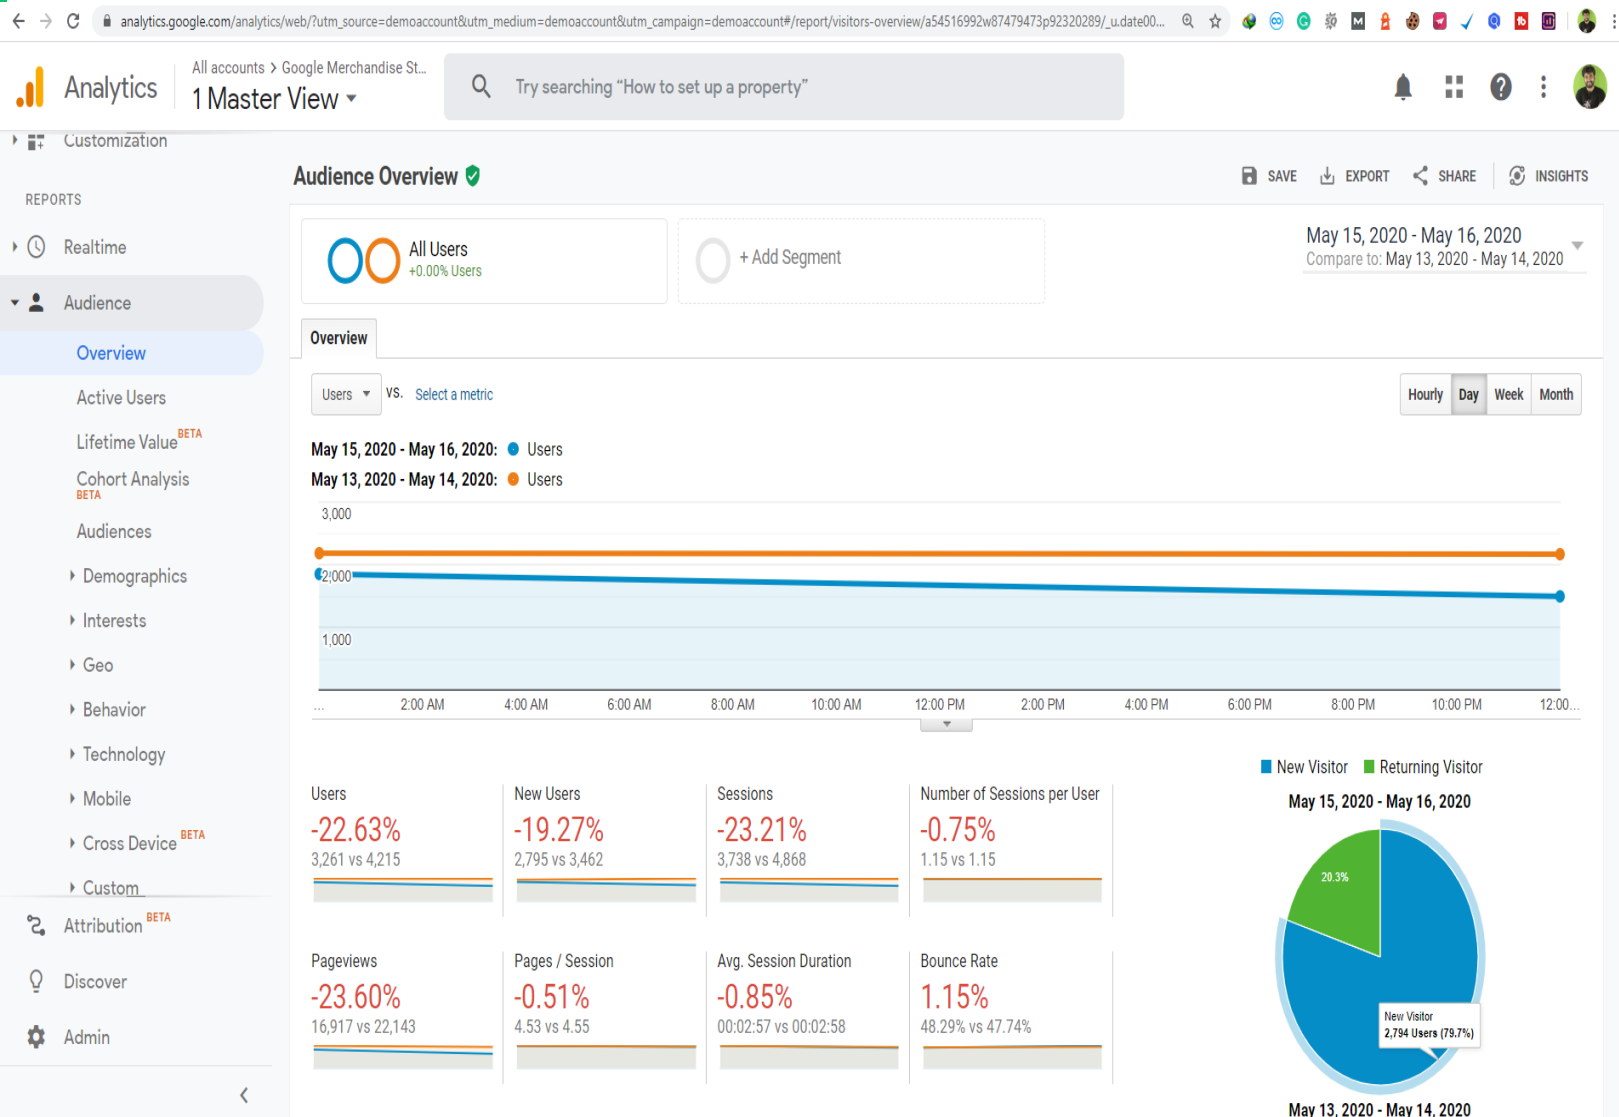 analytics.google.com/analytics/web/?utm_source=demoaccount&utm_medium=demoaccount&utm_campaign=demoaccount#/report/visitors-overview/a54516992w87479473p92320289/_u.date00...
Analytics
All accounts > Google Merchandise St...
1 Master View
Try searching “How to set up a property”
Customization
REPORTS
Realtime
Audience
Overview
Active Users
Lifetime Value BETA
Cohort Analysis
BETA
Audiences
Demographics
Interests
Geo
Behavior
Technology
Mobile
Cross Device BETA
Custom
Attribution BETA
Discover
Admin
Audience Overview
SAVE
EXPORT
SHARE
INSIGHTS
All Users
+0.00% Users
+ Add Segment
May 15, 2020 - May 16, 2020
Compare to: May 13, 2020 - May 14, 2020
Overview
Users
VS.
Select a metric
Hourly
Day
Week
Month
May 15, 2020 - May 16, 2020: Users
May 13, 2020 - May 14, 2020: Users
3,000
2,000
1,000
... 2:00 AM 4:00 AM 6:00 AM 8:00 AM 10:00 AM 12:00 PM 2:00 PM 4:00 PM 6:00 PM 8:00 PM 10:00 PM 12:00...
Users
-22.63%
3,261 vs 4,215
New Users
-19.27%
2,795 vs 3,462
Sessions
-23.21%
3,738 vs 4,868
Number of Sessions per User
-0.75%
1.15 vs 1.15
Pageviews
-23.60%
16,917 vs 22,143
Pages / Session
-0.51%
4.53 vs 4.55
Avg. Session Duration
-0.85%
00:02:57 vs 00:02:58
Bounce Rate
1.15%
48.29% vs 47.74%
New Visitor
Returning Visitor
May 15, 2020 - May 16, 2020
20.3%
New Visitor
2,794 Users (79.7%)
May 13, 2020 - May 14, 2020